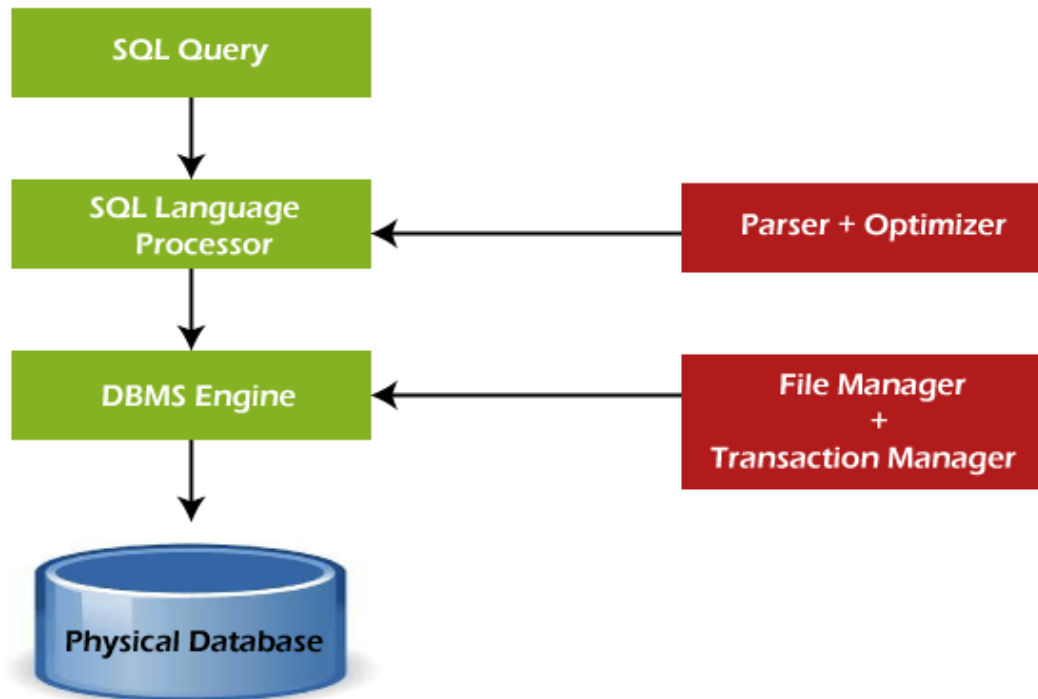 SQL Query
SQL Language
Processor
Parser + Optimizer
DBMS Engine
File Manager
+
Transaction Manager
Physical Database